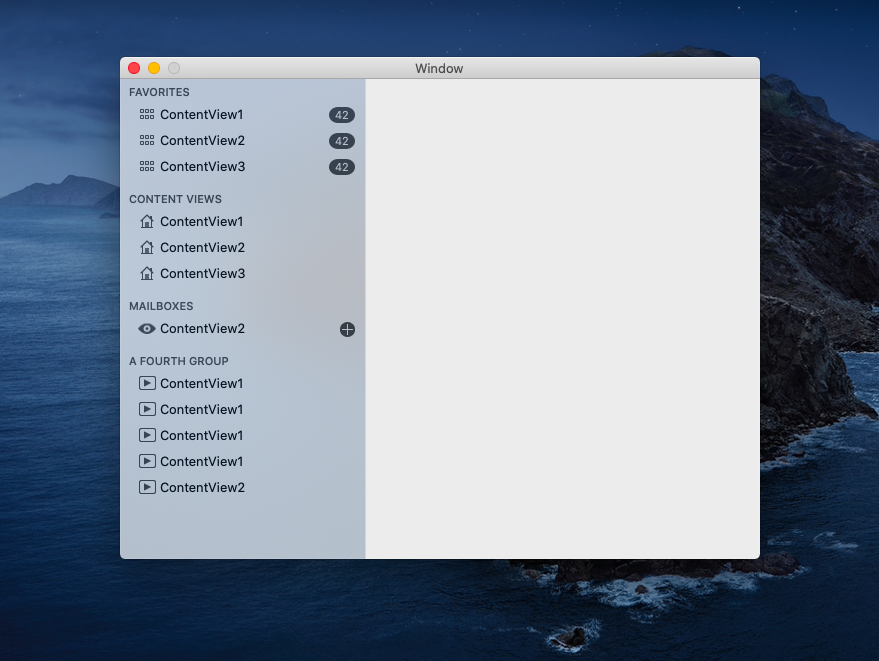 Window
FAVORITES
ContentView1 42
ContentView2 42
ContentView3 42
CONTENT VIEWS
ContentView1
ContentView2
ContentView3
MAILBOXES
ContentView2
A FOURTH GROUP
ContentView1
ContentView1
ContentView1
ContentView1
ContentView2